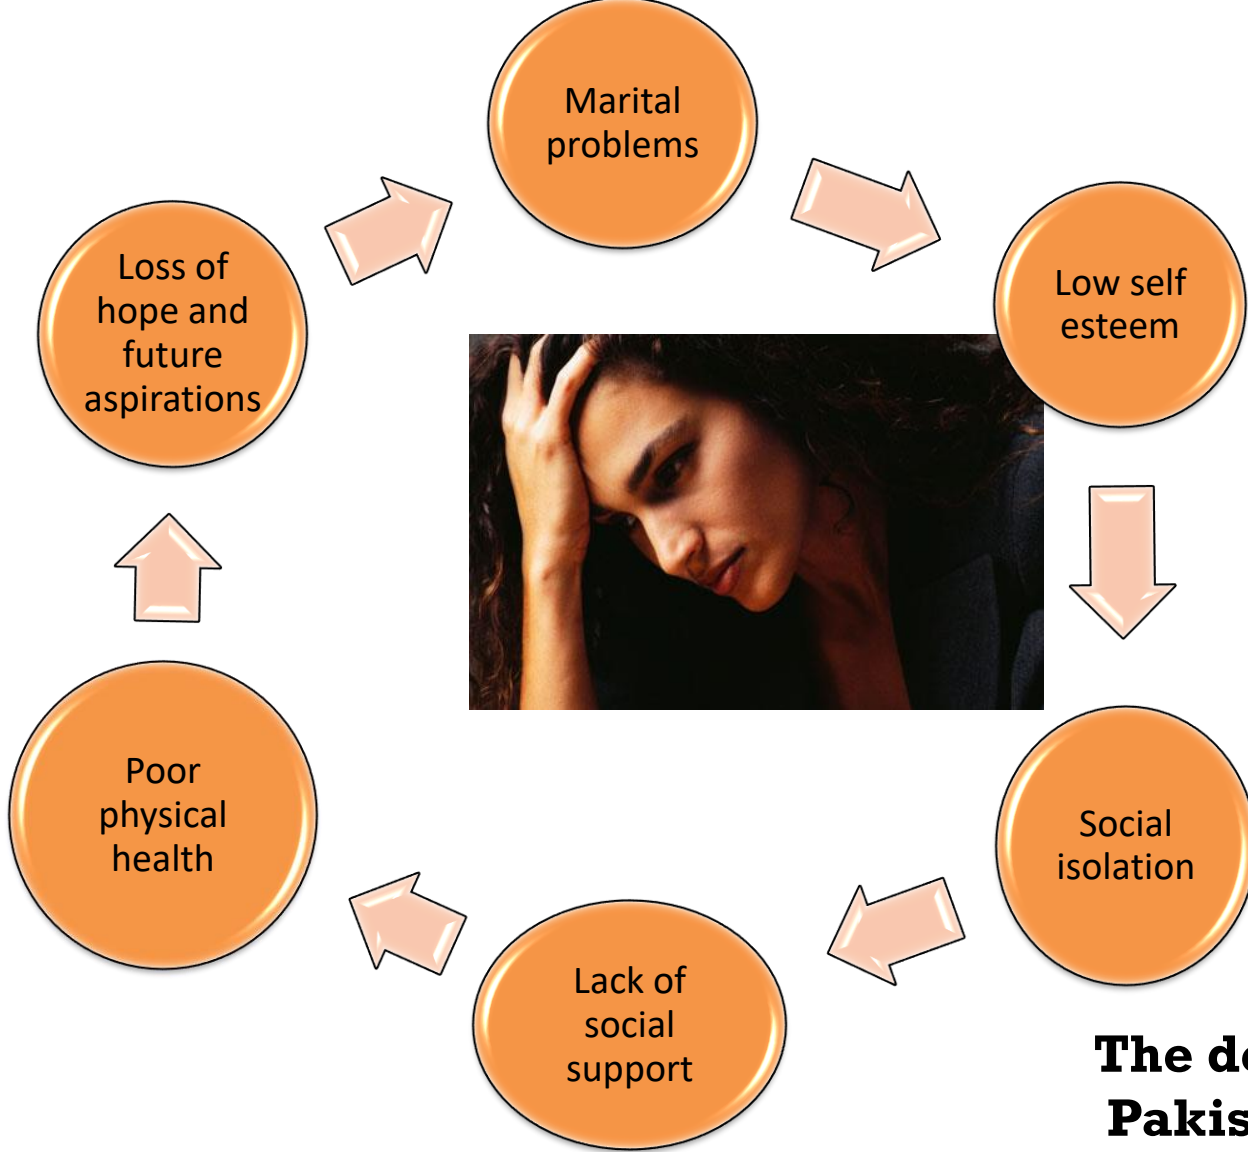 Marital
problems
Low self
esteem
Social
isolation
Lack of
social
support
Poor
physical
health
Loss of
hope and
future
aspirations
The